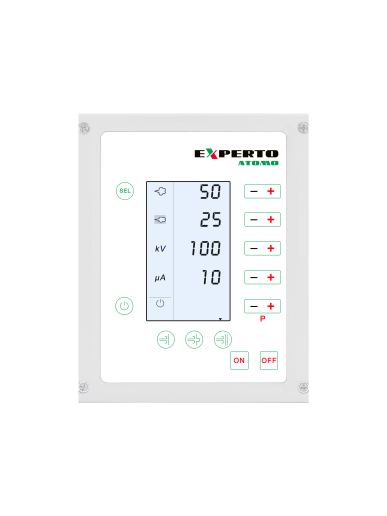 EXPERTO
ATOMO
SEL
50
- +
25
- +
kV
100
- +
µA
10
- +
- +
P
ON
OFF